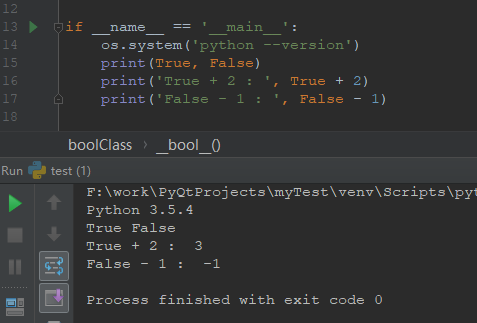 12
13 if __name__ == '__main__':
14 os.system('python --version')
15 print(True, False)
16 print('True + 2 : ', True + 2)
17 print('False - 1 : ', False - 1)
18
boolClass › __bool__()
Run test (1)
F:\work\PyQtProjects\myTest\venv\Scripts\pyt
Python 3.5.4
True False
True + 2 :  3
False - 1 :  -1
Process finished with exit code 0